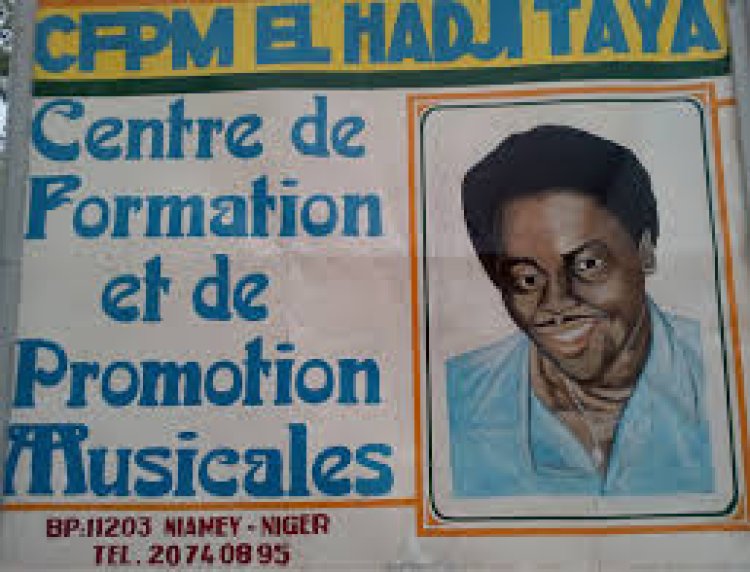 CFPM EL HADJI TAYA
Centre de
Formation
et de
Promotion
Musicales
BP:11203 NIAMEY - NIGER
TEL. 20740895